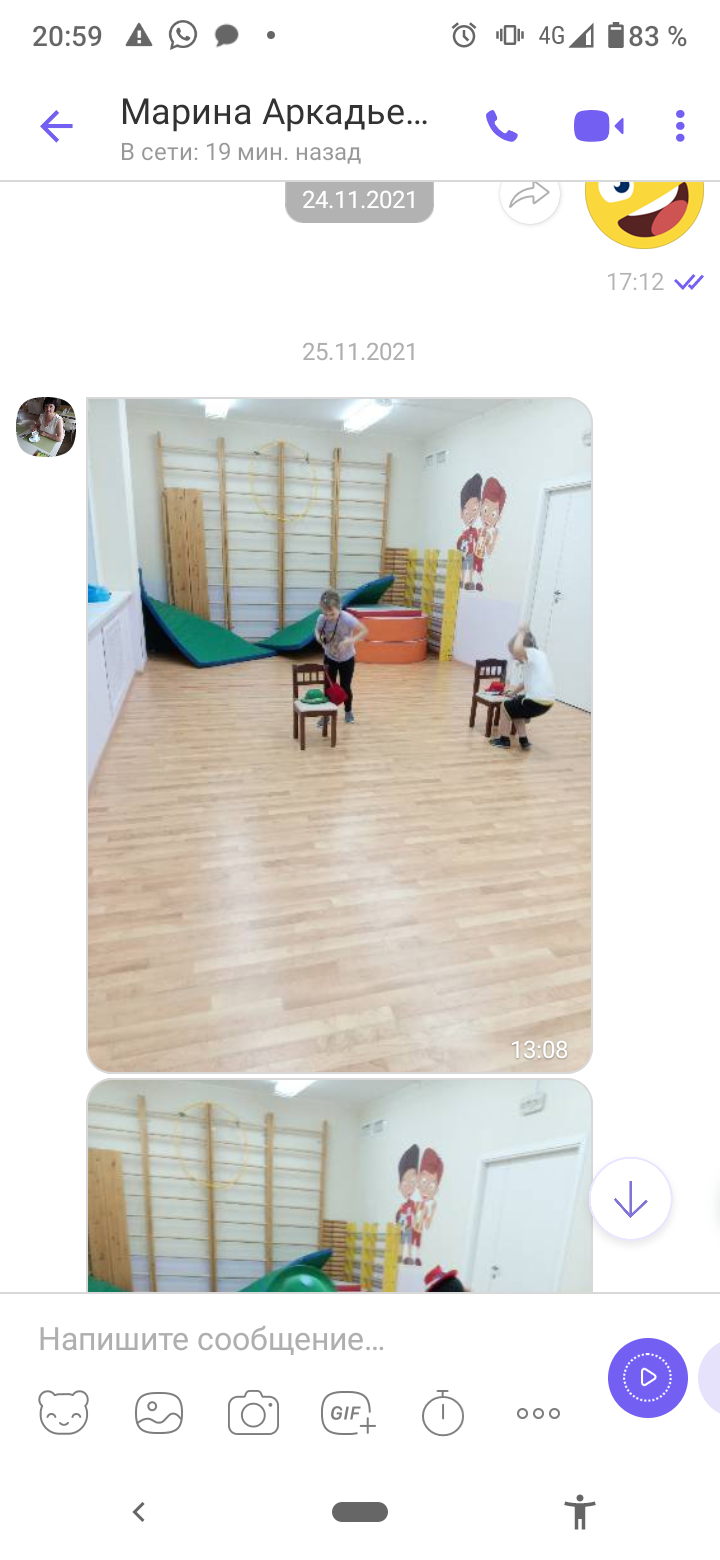 20:59
4G
83 %
Марина Аркадье...
В сети: 19 мин. назад
24.11.2021
17:12
25.11.2021
13:08
Напишите сообщение...
GIF